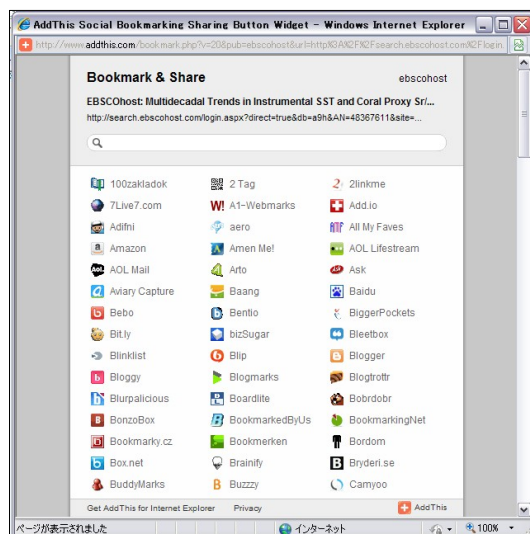 AddThis Social Bookmarking Sharing Button Widget - Windows Internet Explorer
http://www.addthis.com/bookmark.php?v=20&pub=ebscohost&url=http%3A%2F%2Fsearch.ebscohost.com%2Flogin.
Bookmark & Share ebscohost
EBSCOhost: Multidecadal Trends in Instrumental SST and Coral Proxy Sr/...
http://search.ebscohost.com/login.aspx?direct=true&db=a9h&AN=48367611&site=...
100zakladok 2 Tag 2linkme
7Live7.com A1-Webmarks Add.io
Adifni aero All My Faves
Amazon Amen Me! AOL Lifestream
AOL Mail Arto Ask
Aviary Capture Baang Baidu
Bebo Bentio BiggerPockets
Bit.ly bizSugar Bleetbox
Blinklist Blip Blogger
Bloggy Blogmarks Blogtrottr
Blurpalicious Boardlite Bobrdobr
BonzoBox BookmarkedByUs BookmarkingNet
Bookmarky.cz Bookmerken Bordom
Box.net Brainify Bryderi.se
BuddyMarks Buzzzy Camyoo
Get AddThis for Internet Explorer Privacy AddThis
ページが表示されました インターネット 100%